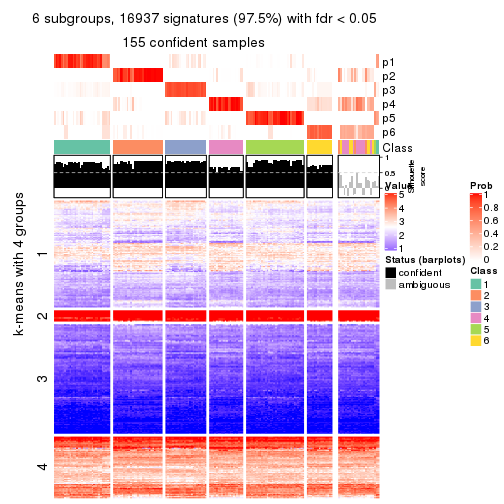 6 subgroups, 16937 signatures (97.5%) with fdr < 0.05
155 confident samples
p1
p2
p3
p4
p5
p6
Class
1
0.5
0
Silhouette
score
k-means with 4 groups
1
2
3
4
Value
5
4
3
2
1
Status (barplots)
confident
ambiguous
Prob
1
0.8
0.6
0.4
0.2
0
Class
1
2
3
4
5
6